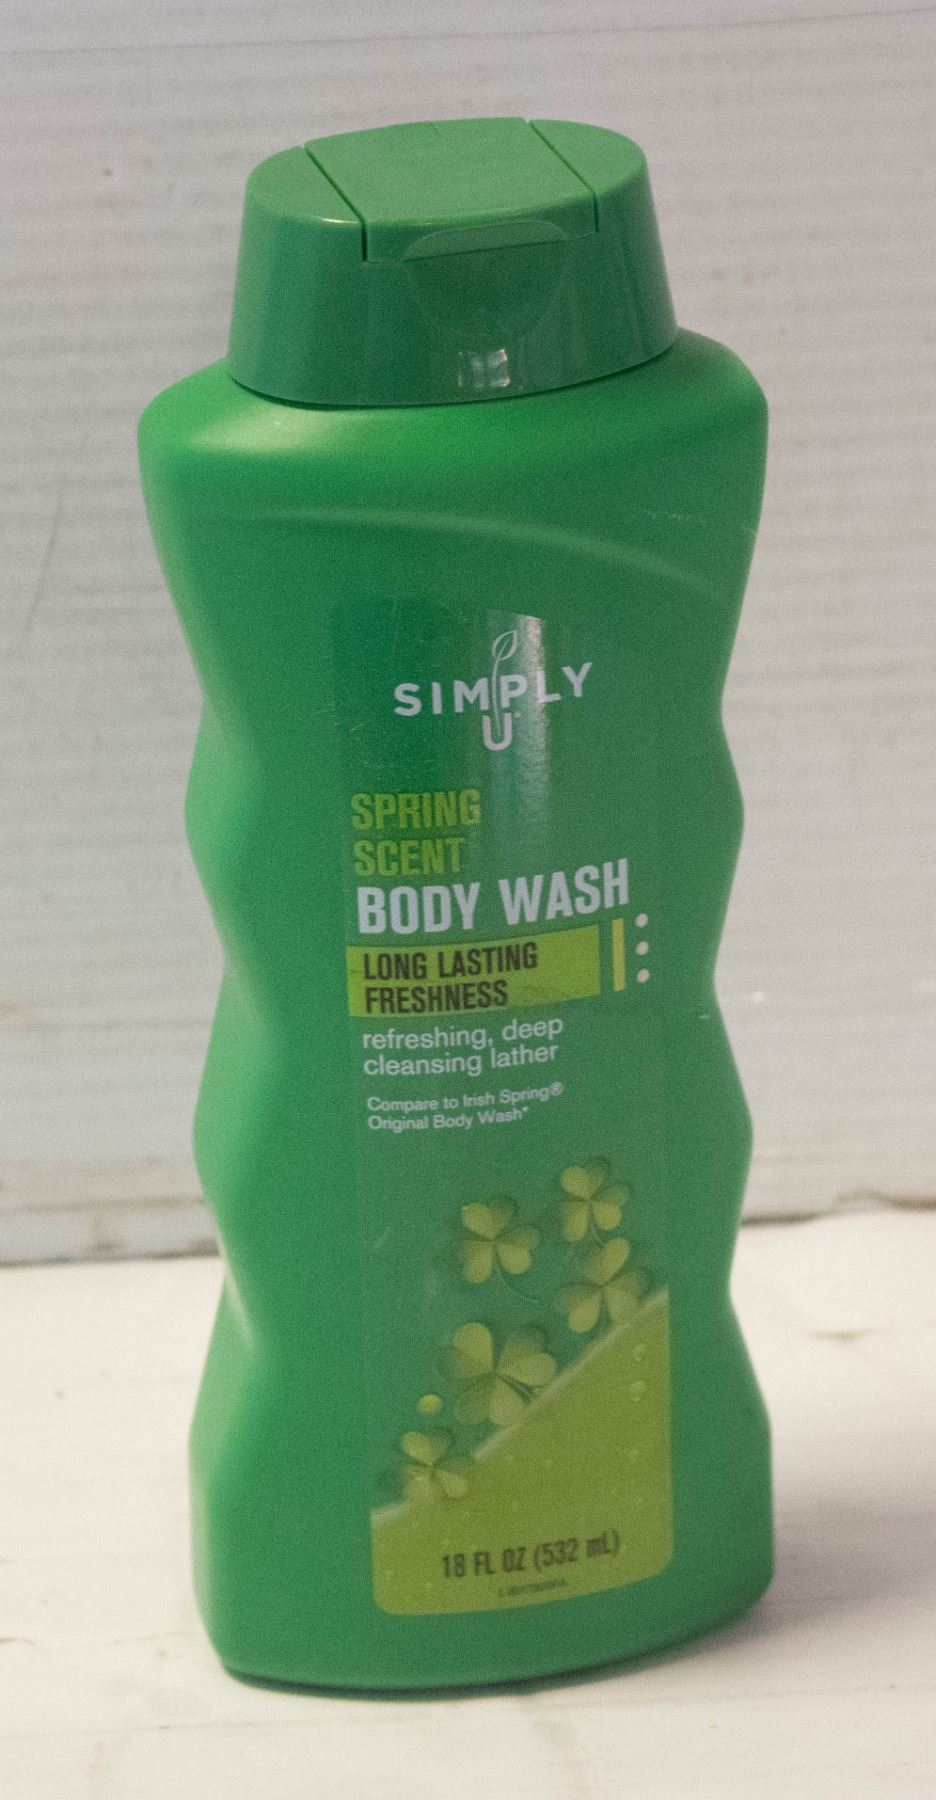 SIMPLY
U
SPRING
SCENT
BODY WASH
LONG LASTING
FRESHNESS
refreshing, deep
cleansing lather
Compare to Irish Spring®
Original Body Wash*
18 FL OZ (532 mL)